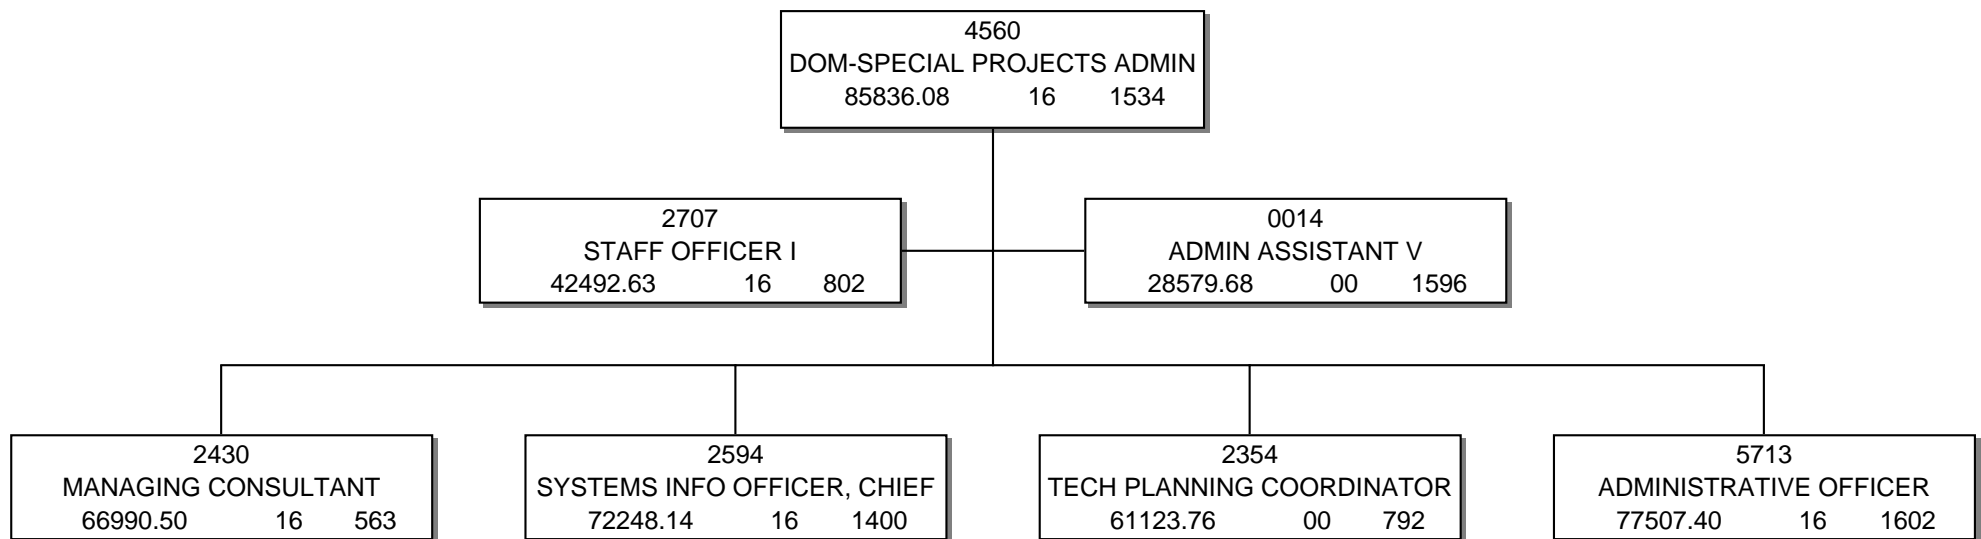 4560
DOM-SPECIAL PROJECTS ADMIN
85836.08 16 1534
2707
STAFF OFFICER I
42492.63 16 802
0014
ADMIN ASSISTANT V
28579.68 00 1596
2430
MANAGING CONSULTANT
66990.50 16 563
2594
SYSTEMS INFO OFFICER, CHIEF
72248.14 16 1400
2354
TECH PLANNING COORDINATOR
61123.76 00 792
5713
ADMINISTRATIVE OFFICER
77507.40 16 1602